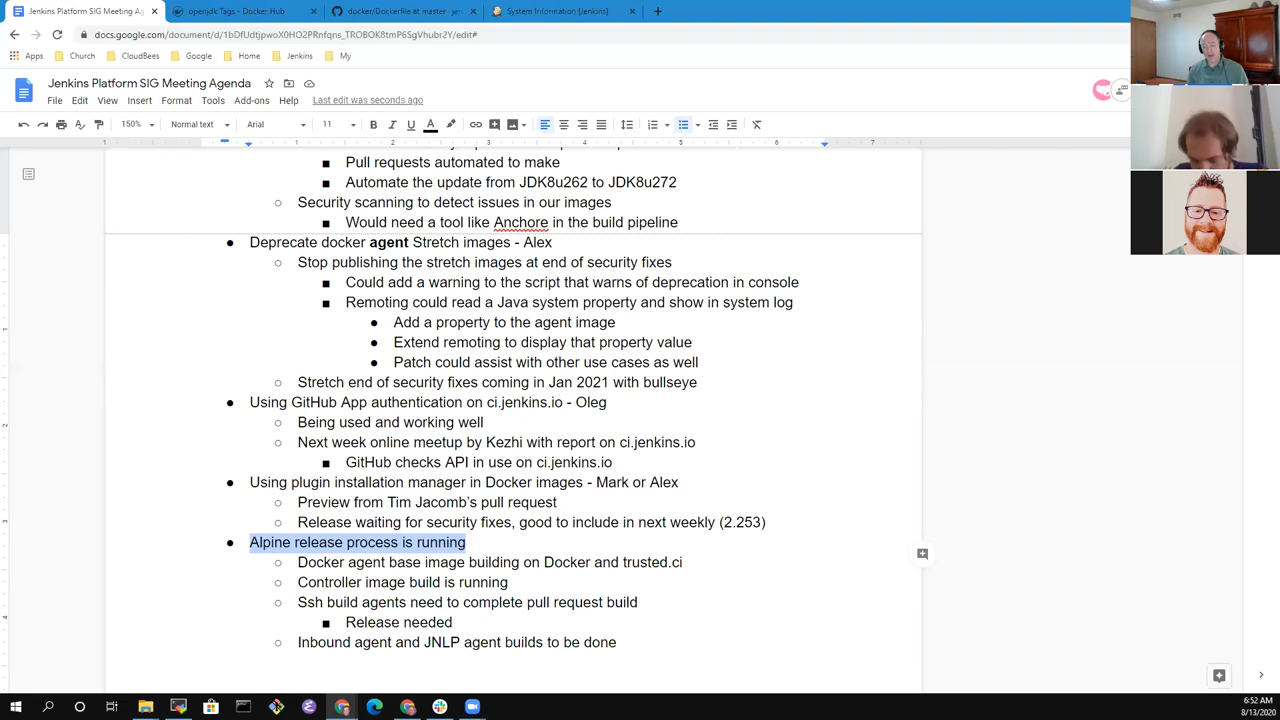 Jenkins Platform SIG Meeting Ag
openjdk Tags - Docker Hub
docker/Dockerfile at master · je
System Information [Jenkins]
docs.google.com/document/d/1bDfUdtjpwoX0HO2PRnfqns_TROBOK8tmP6SgVhubr2Y/edit#
Apps
Church
CloudBees
Google
Home
Jenkins
My
Jenkins Platform SIG Meeting Agenda
File Edit View Insert Format Tools Add-ons Help Last edit was seconds ago
150% Normal text Arial 11
1 1 2 3 4 5 6 7
■ Pull requests automated to make
■ Automate the update from JDK8u262 to JDK8u272
○ Security scanning to detect issues in our images
■ Would need a tool like Anchore in the build pipeline
● Deprecate docker agent Stretch images - Alex
○ Stop publishing the stretch images at end of security fixes
■ Could add a warning to the script that warns of deprecation in console
■ Remoting could read a Java system property and show in system log
● Add a property to the agent image
● Extend remoting to display that property value
● Patch could assist with other use cases as well
○ Stretch end of security fixes coming in Jan 2021 with bullseye
● Using GitHub App authentication on ci.jenkins.io - Oleg
○ Being used and working well
○ Next week online meetup by Kezhi with report on ci.jenkins.io
■ GitHub checks API in use on ci.jenkins.io
● Using plugin installation manager in Docker images - Mark or Alex
○ Preview from Tim Jacomb's pull request
○ Release waiting for security fixes, good to include in next weekly (2.253)
● Alpine release process is running
○ Docker agent base image building on Docker and trusted.ci
○ Controller image build is running
○ Ssh build agents need to complete pull request build
■ Release needed
○ Inbound agent and JNLP agent builds to be done
6:52 AM
8/13/2020